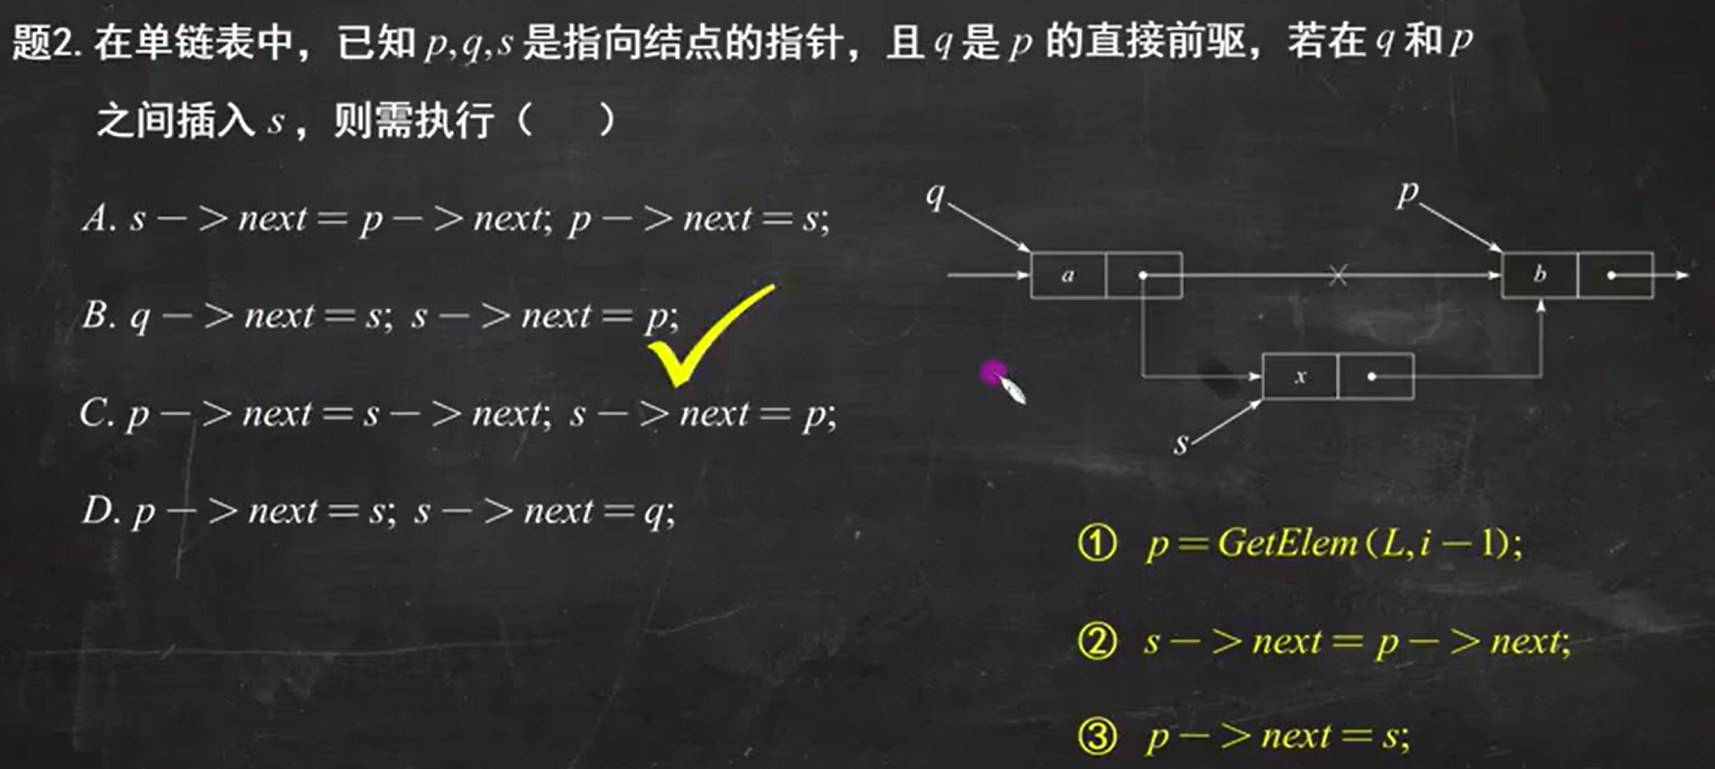 题2. 在单链表中，已知 p,q,s 是指向结点的指针，且 q 是 p 的直接前驱，若在 q 和 p
之间插入 s，则需执行（ ）
A. s−>next=p−>next; p−>next=s;
B. q−>next=s; s−>next=p;
C. p−>next=s−>next; s−>next=p;
D. p−>next=s; s−>next=q;
q
p
a
b
x
s
① p=GetElem(L,i−1);
② s−>next=p−>next;
③ p−>next=s;